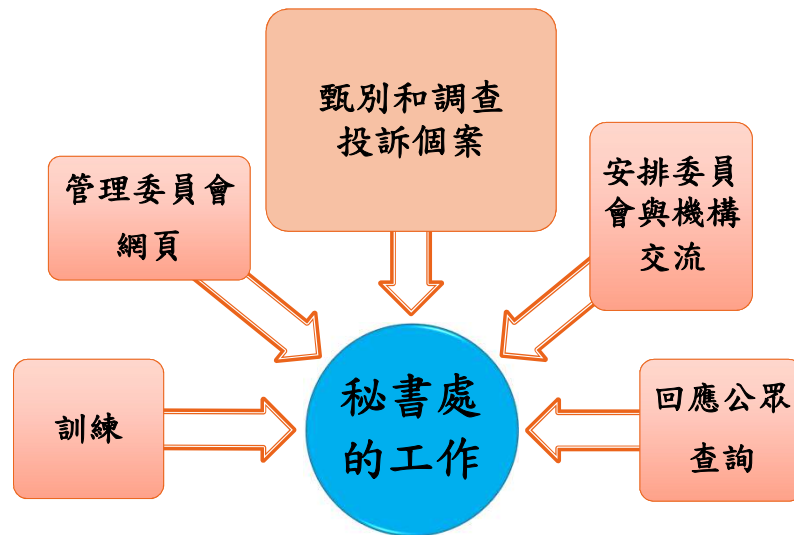 甄別和調查
投訴個案
管理委員會
網頁
安排委員
會與機構
交流
訓練
秘書處
的工作
回應公眾
查詢